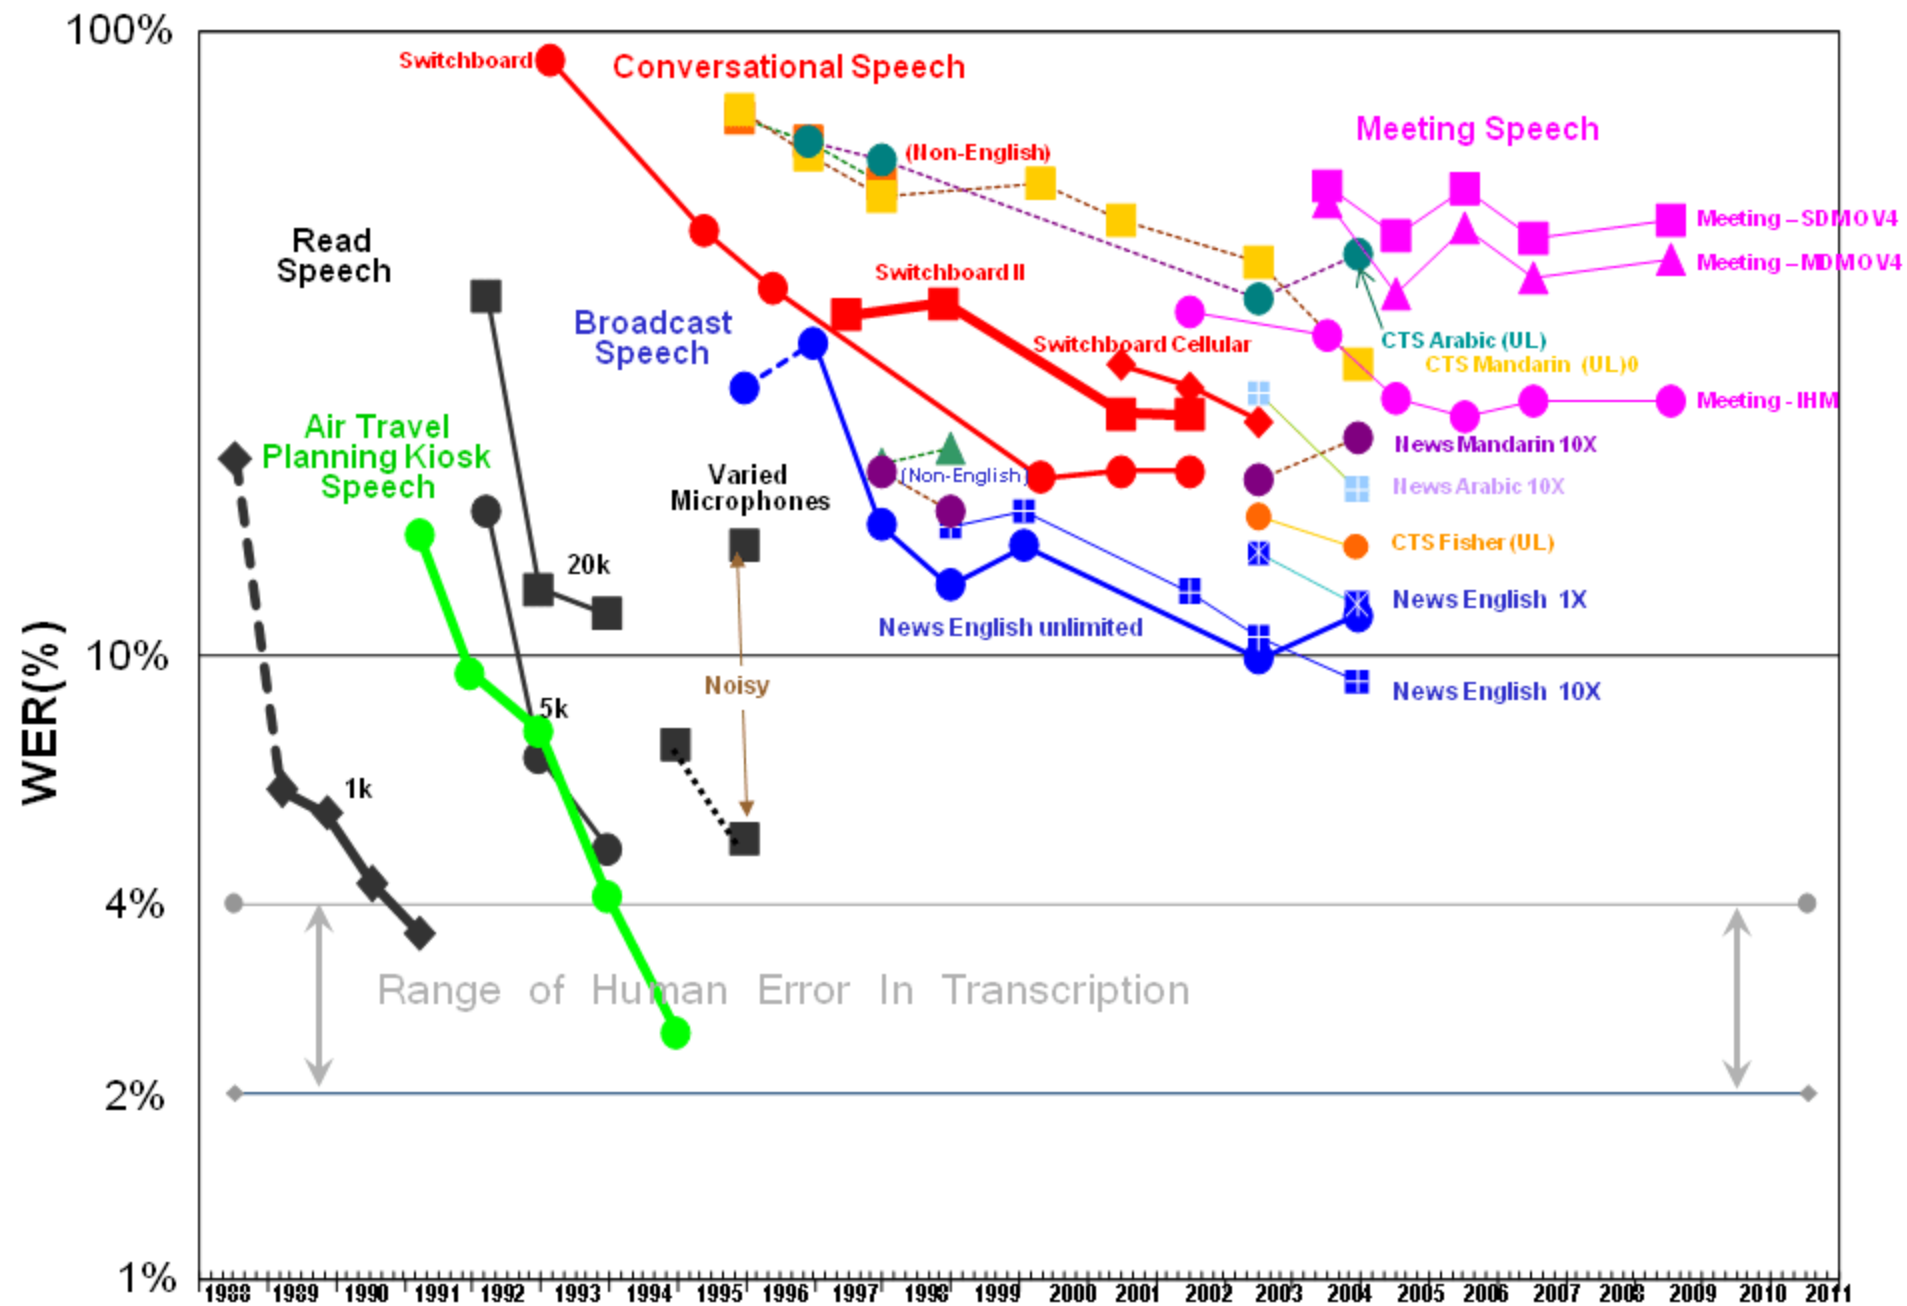 100%
Switchboard
Conversational Speech
Meeting Speech
(Non-English)
Read
Speech
Meeting – SDMO V4
Switchboard II
Meeting – MDMO V4
Broadcast
Speech
Switchboard Cellular
CTS Arabic (UL)
CTS Mandarin (UL)0
Meeting - IHM
Air Travel
Planning Kiosk
Speech
News Mandarin 10X
Varied
Microphones
(Non-English)
News Arabic 10X
CTS Fisher (UL)
20k
News English 1X
News English unlimited
10%
Noisy
News English 10X
5k
WER(%)
1k
4%
Range of Human Error In Transcription
2%
1%
1988 1989 1990 1991 1992 1993 1994 1995 1996 1997 1998 1999 2000 2001 2002 2003 2004 2005 2006 2007 2008 2009 2010 2011